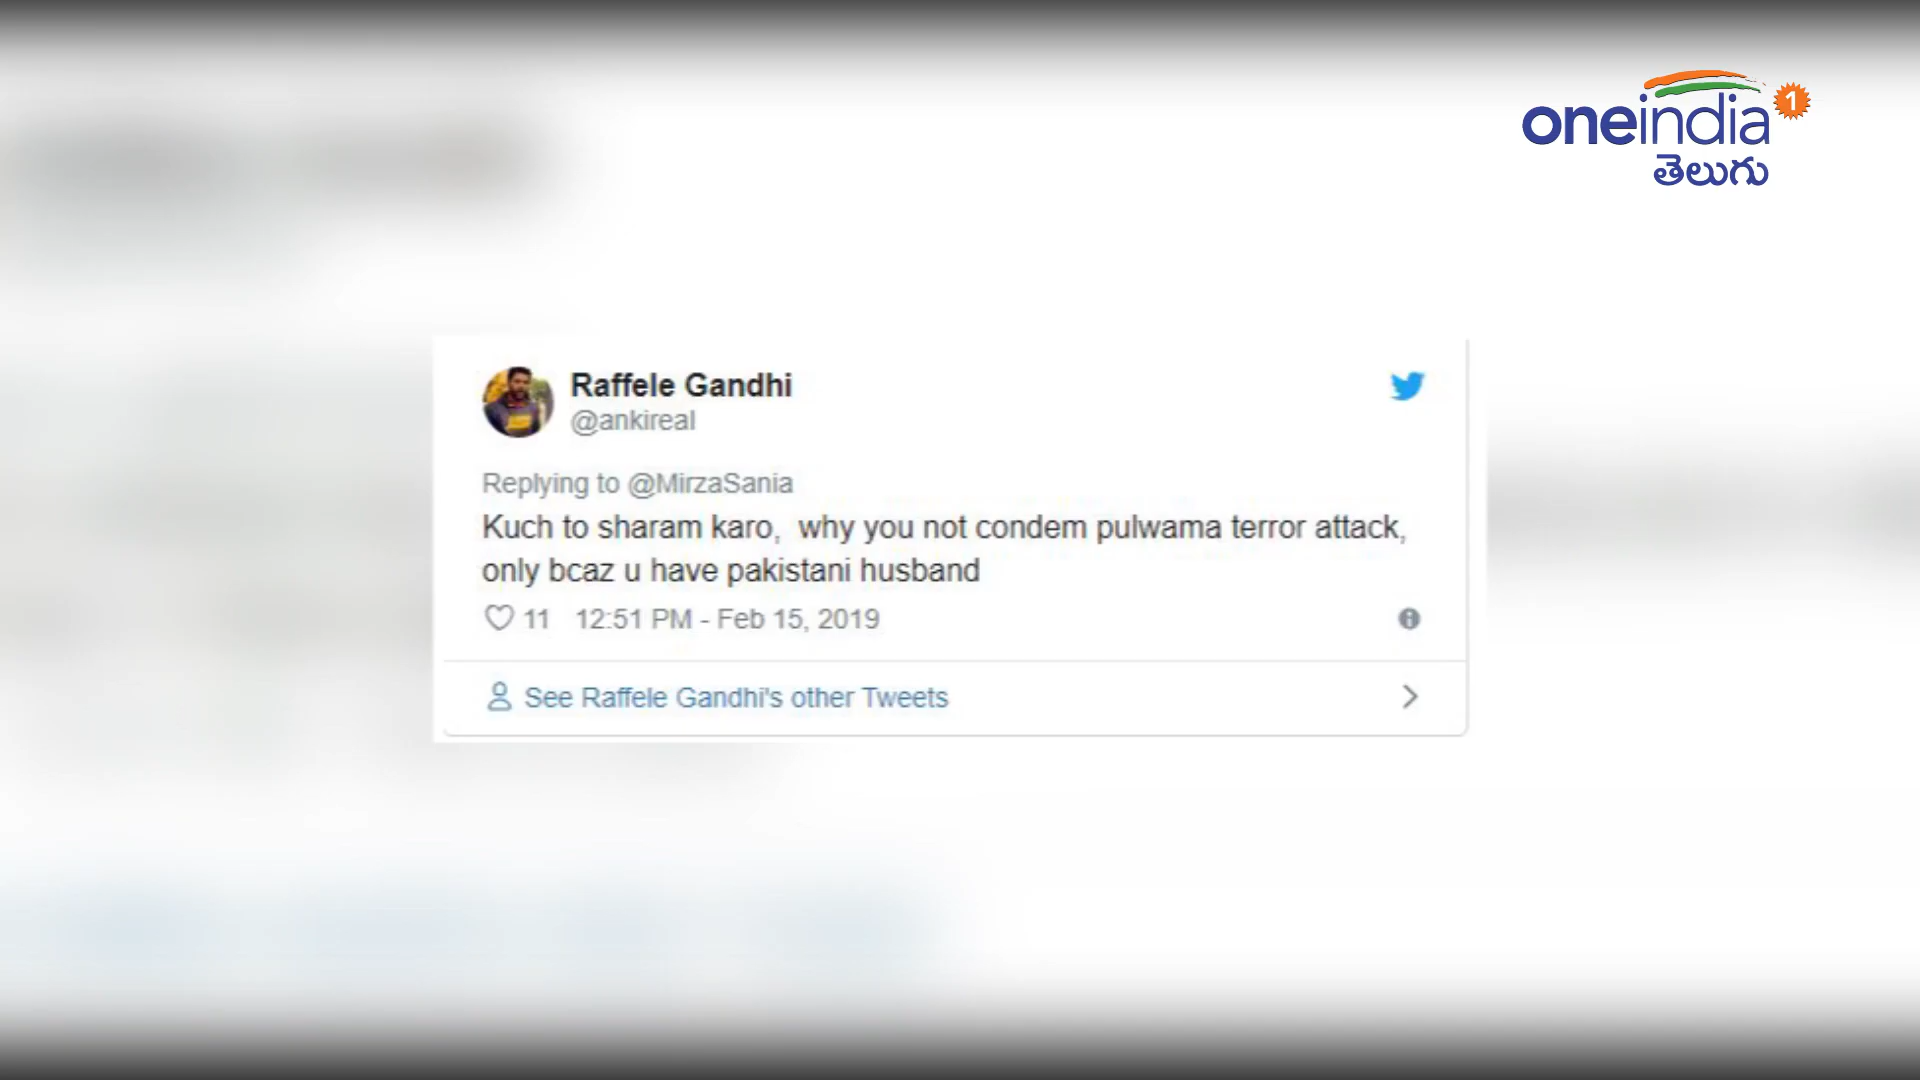 oneindia 1
తెలుగు
Raffele Gandhi
@ankireal
Replying to @MirzaSania
Kuch to sharam karo, why you not condem pulwama terror attack,
only bcaz u have pakistani husband
11 12:51 PM - Feb 15, 2019
See Raffele Gandhi's other Tweets